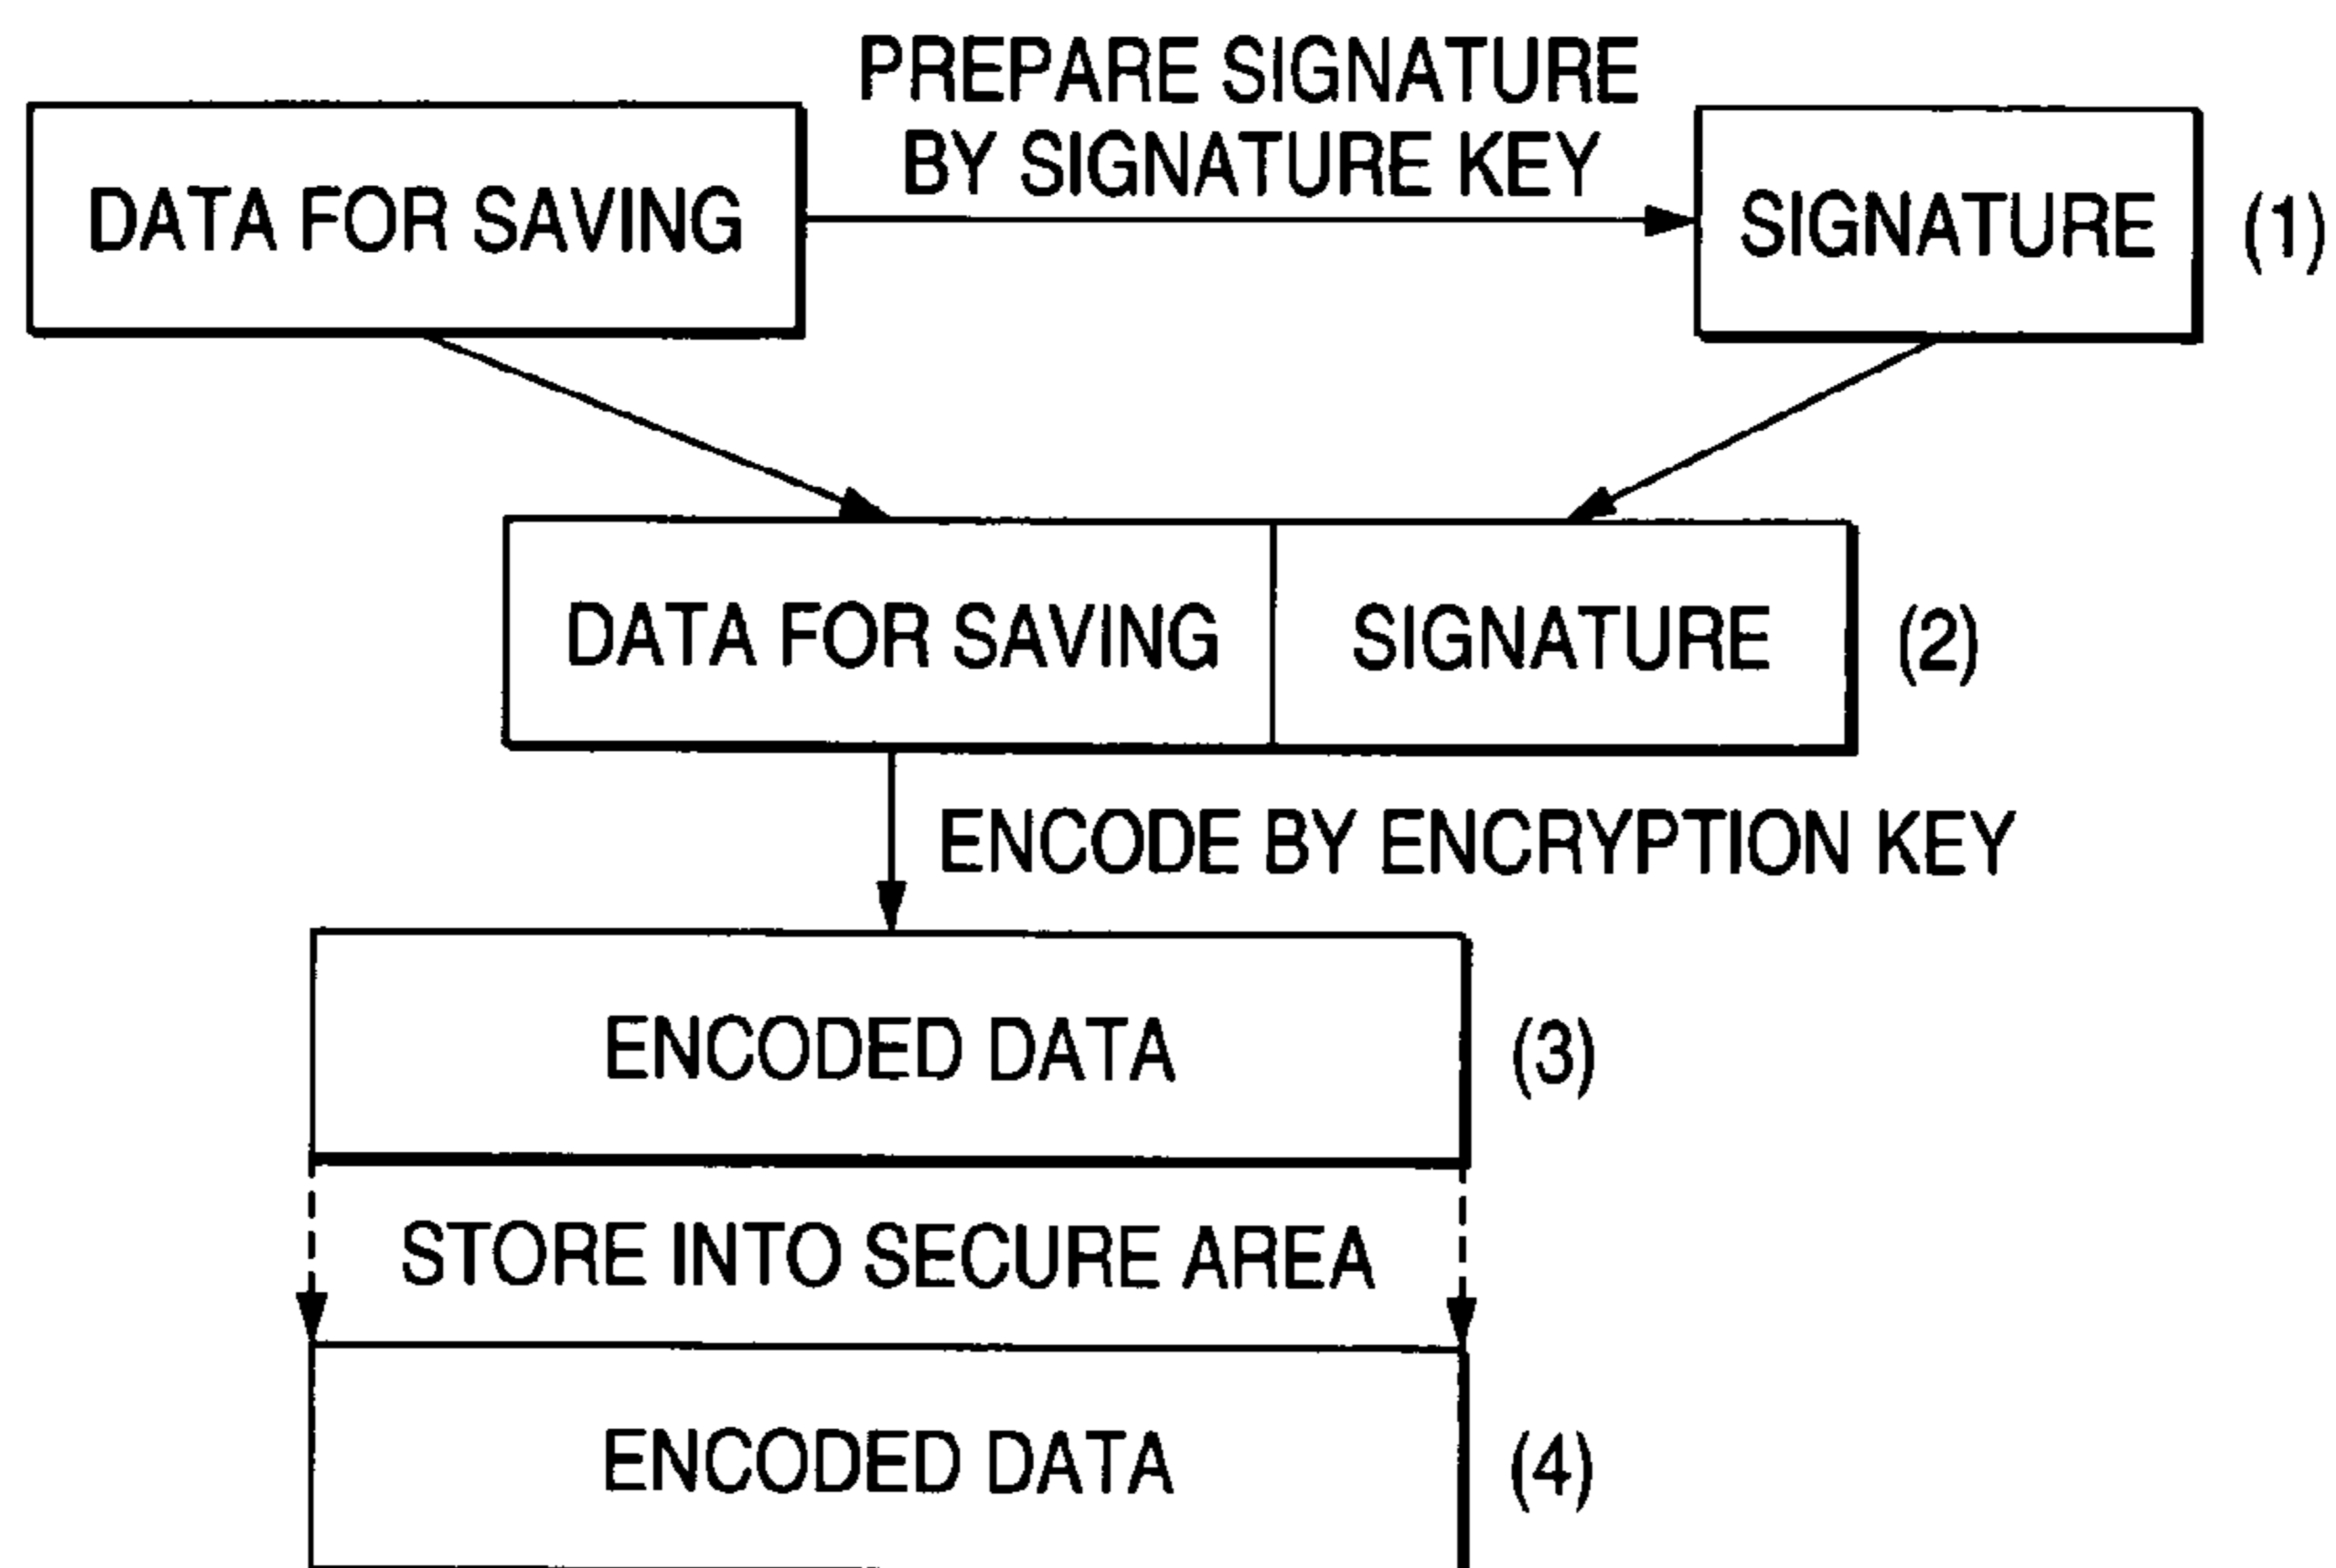 PREPARE SIGNATURE
BY SIGNATURE KEY
DATA FOR SAVING
SIGNATURE
(1)
DATA FOR SAVING
SIGNATURE
(2)
ENCODE BY ENCRYPTION KEY
ENCODED DATA
(3)
STORE INTO SECURE AREA
ENCODED DATA
(4)